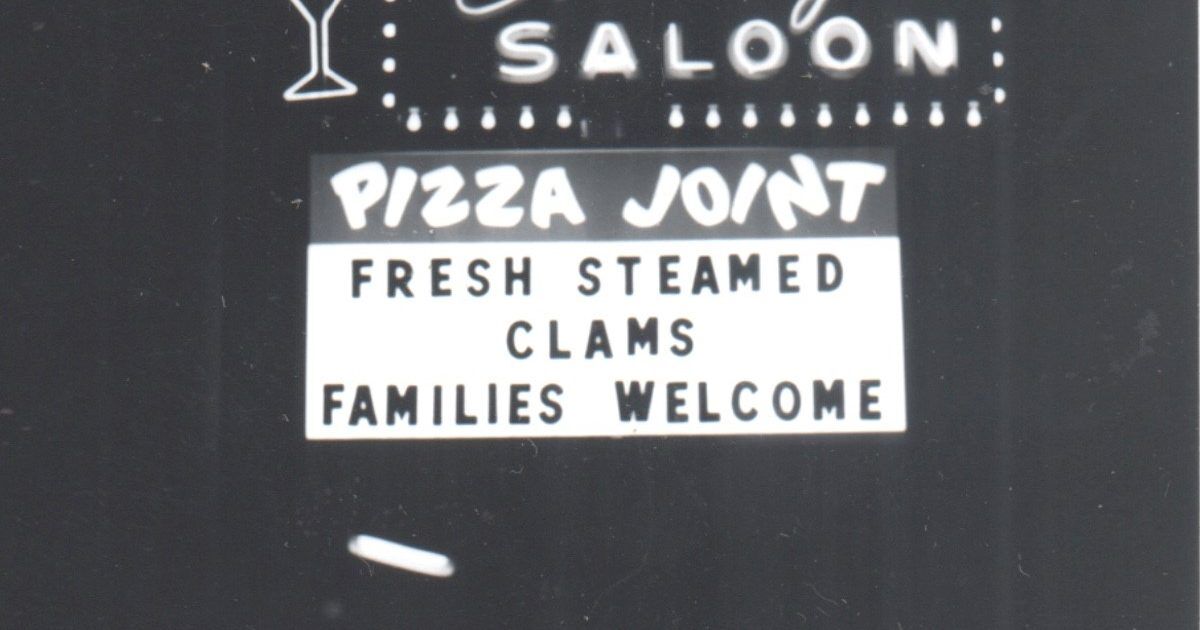 SALOON
PIZZA JOINT
FRESH STEAMED
CLAMS
FAMILIES WELCOME